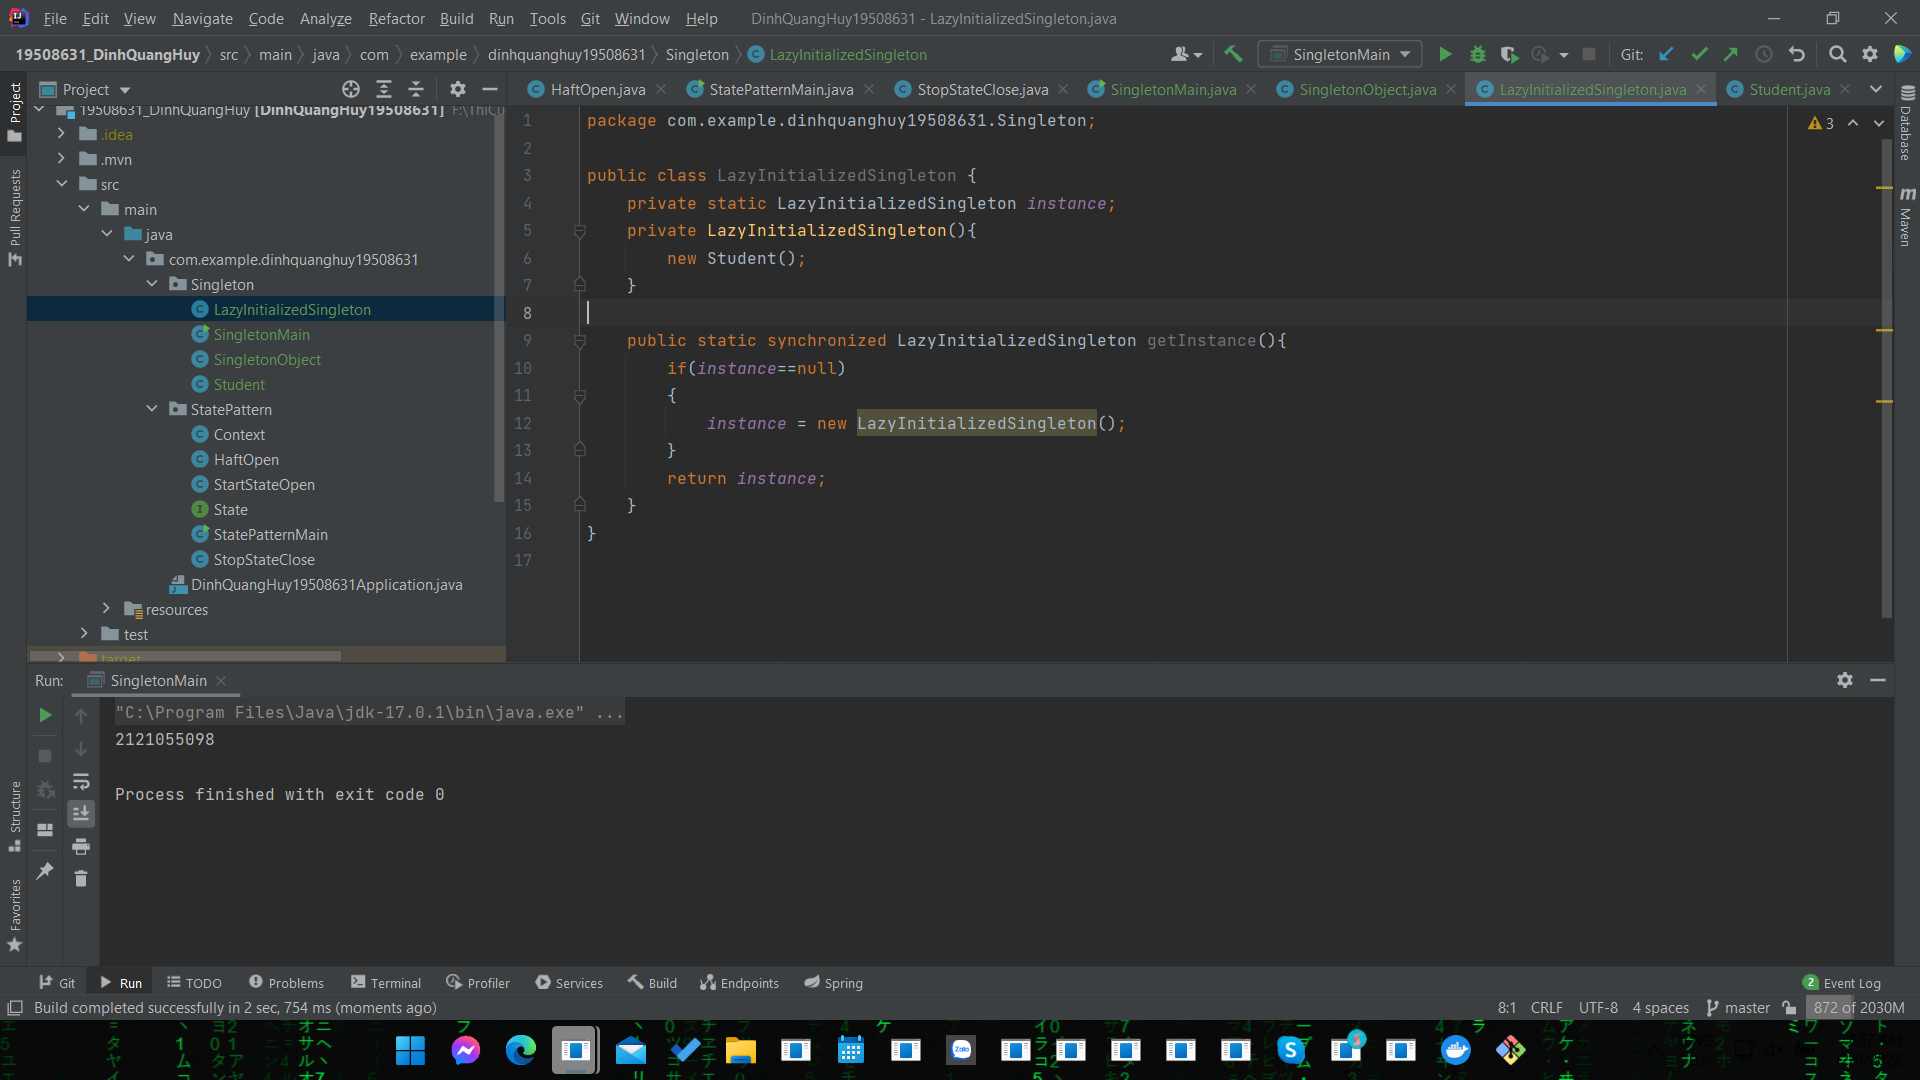 File Edit View Navigate Code Analyze Refactor Build Run Tools Git Window Help DinhQuangHuy19508631 - LazyInitializedSingleton.java
19508631_DinhQuangHuy src main java com example dinhquanghuy19508631 Singleton LazyInitializedSingleton SingletonMain Git:
Project HaftOpen.java StatePatternMain.java StopStateClose.java SingletonMain.java SingletonObject.java LazyInitializedSingleton.java Student.java
Project
Pull Requests
Structure
Favorites
19508631_DinhQuangHuy [DinhQuangHuy19508631]
.idea
.mvn
src
main
java
com.example.dinhquanghuy19508631
Singleton
LazyInitializedSingleton
SingletonMain
SingletonObject
Student
StatePattern
Context
HaftOpen
StartStateOpen
State
StatePatternMain
StopStateClose
DinhQuangHuy19508631Application.java
resources
test
target
1 package com.example.dinhquanghuy19508631.Singleton;
2
3 public class LazyInitializedSingleton {
4 private static LazyInitializedSingleton instance;
5 private LazyInitializedSingleton(){
6 new Student();
7 }
8
9 public static synchronized LazyInitializedSingleton getInstance(){
10 if(instance==null)
11 {
12 instance = new LazyInitializedSingleton();
13 }
14 return instance;
15 }
16 }
17
3
Database
Maven
Run: SingletonMain
"C:\Program Files\Java\jdk-17.0.1\bin\java.exe" ...
2121055098
Process finished with exit code 0
Git Run TODO Problems Terminal Profiler Services Build Endpoints Spring 2 Event Log
Build completed successfully in 2 sec, 754 ms (moments ago) 8:1 CRLF UTF-8 4 spaces master 872 of 2030M
Zalo